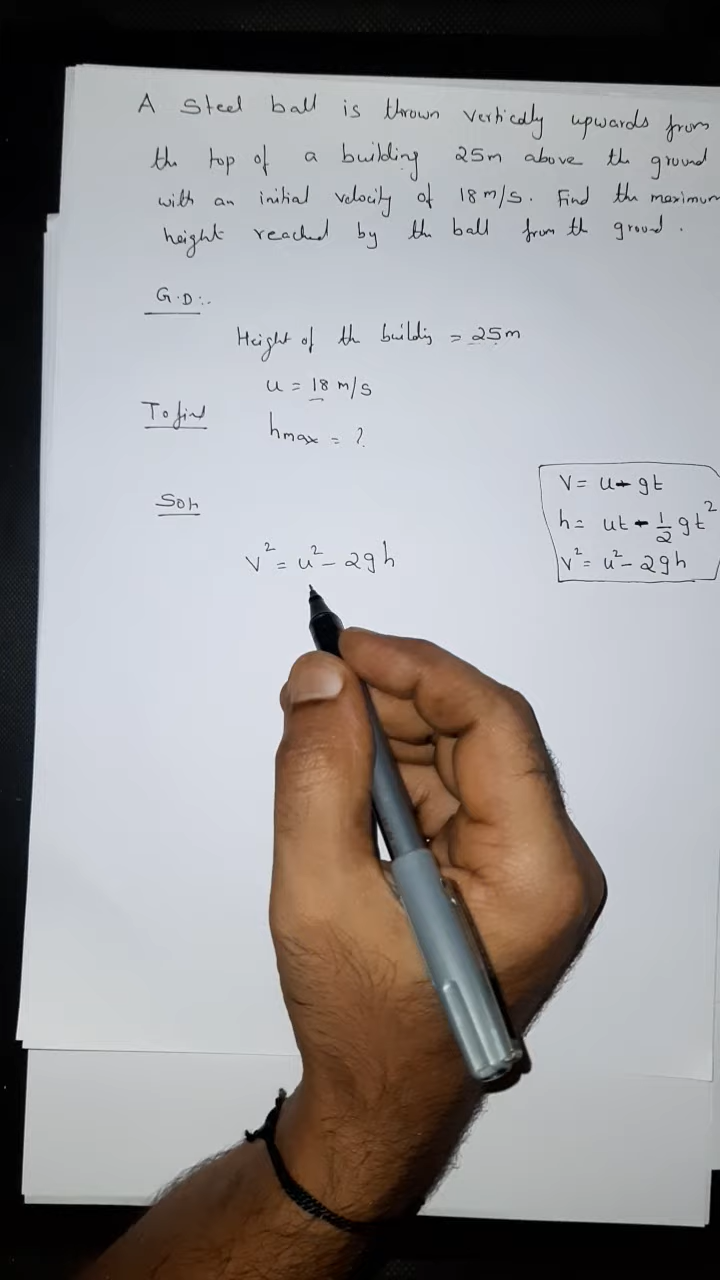 A steel ball is thrown vertically upwards from
the top of a building 25m above the ground
with an initial velocity of 18 m/s. Find the maximum
height reached by the ball from the ground.
G.D:-
Height of the building = 25m
u = 18 m/s
To find
hmax = ?
Soln
V² = u² - 2gh
V = u - gt
h = ut - 1/2 gt²
V² = u² - 2gh